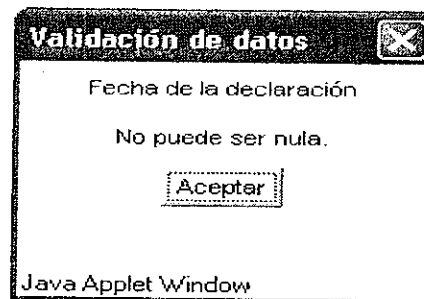 Validación de datos
Fecha de la declaración
No puede ser nula.
Aceptar
Java Applet Window